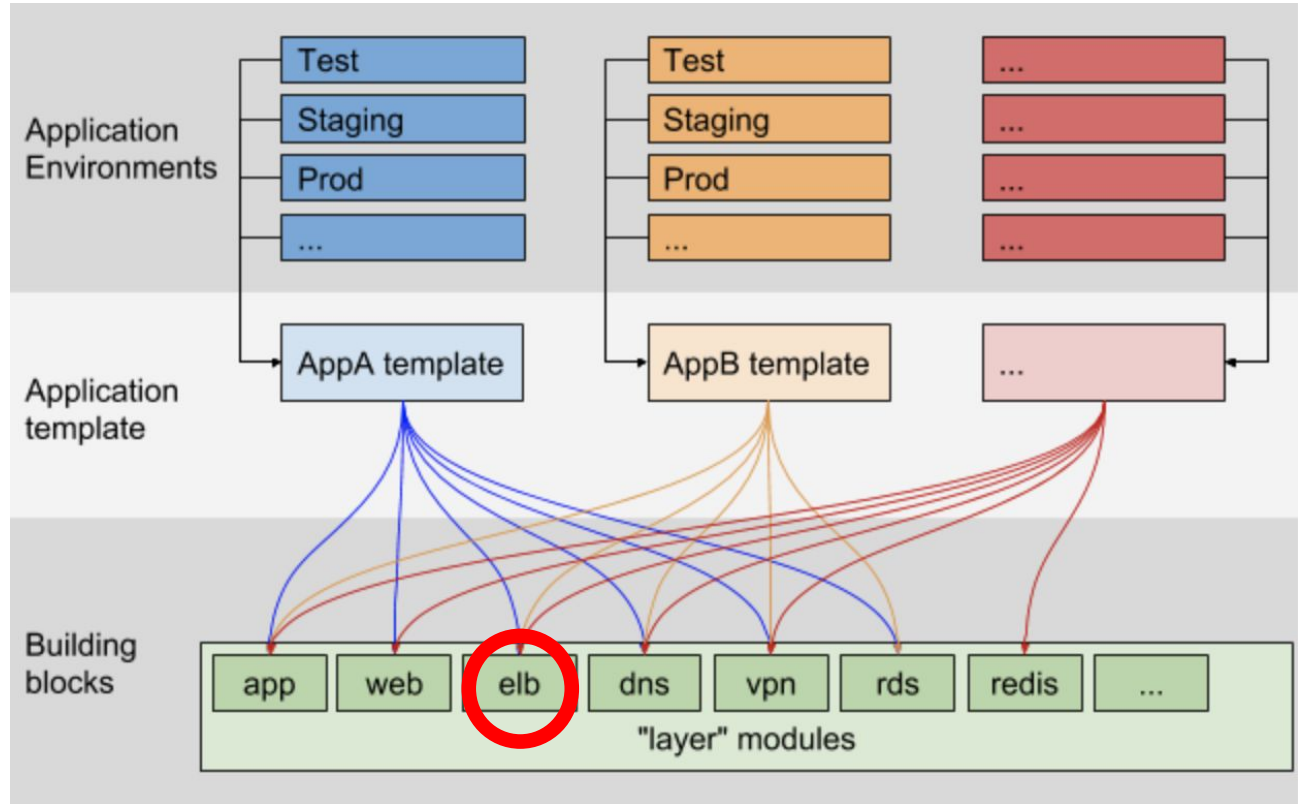 Application
Environments
Test
Staging
Prod
...
Test
Staging
Prod
...
...
...
...
...
Application
template
AppA template
AppB template
...
Building
blocks
app
web
elb
dns
vpn
rds
redis
...
"layer" modules